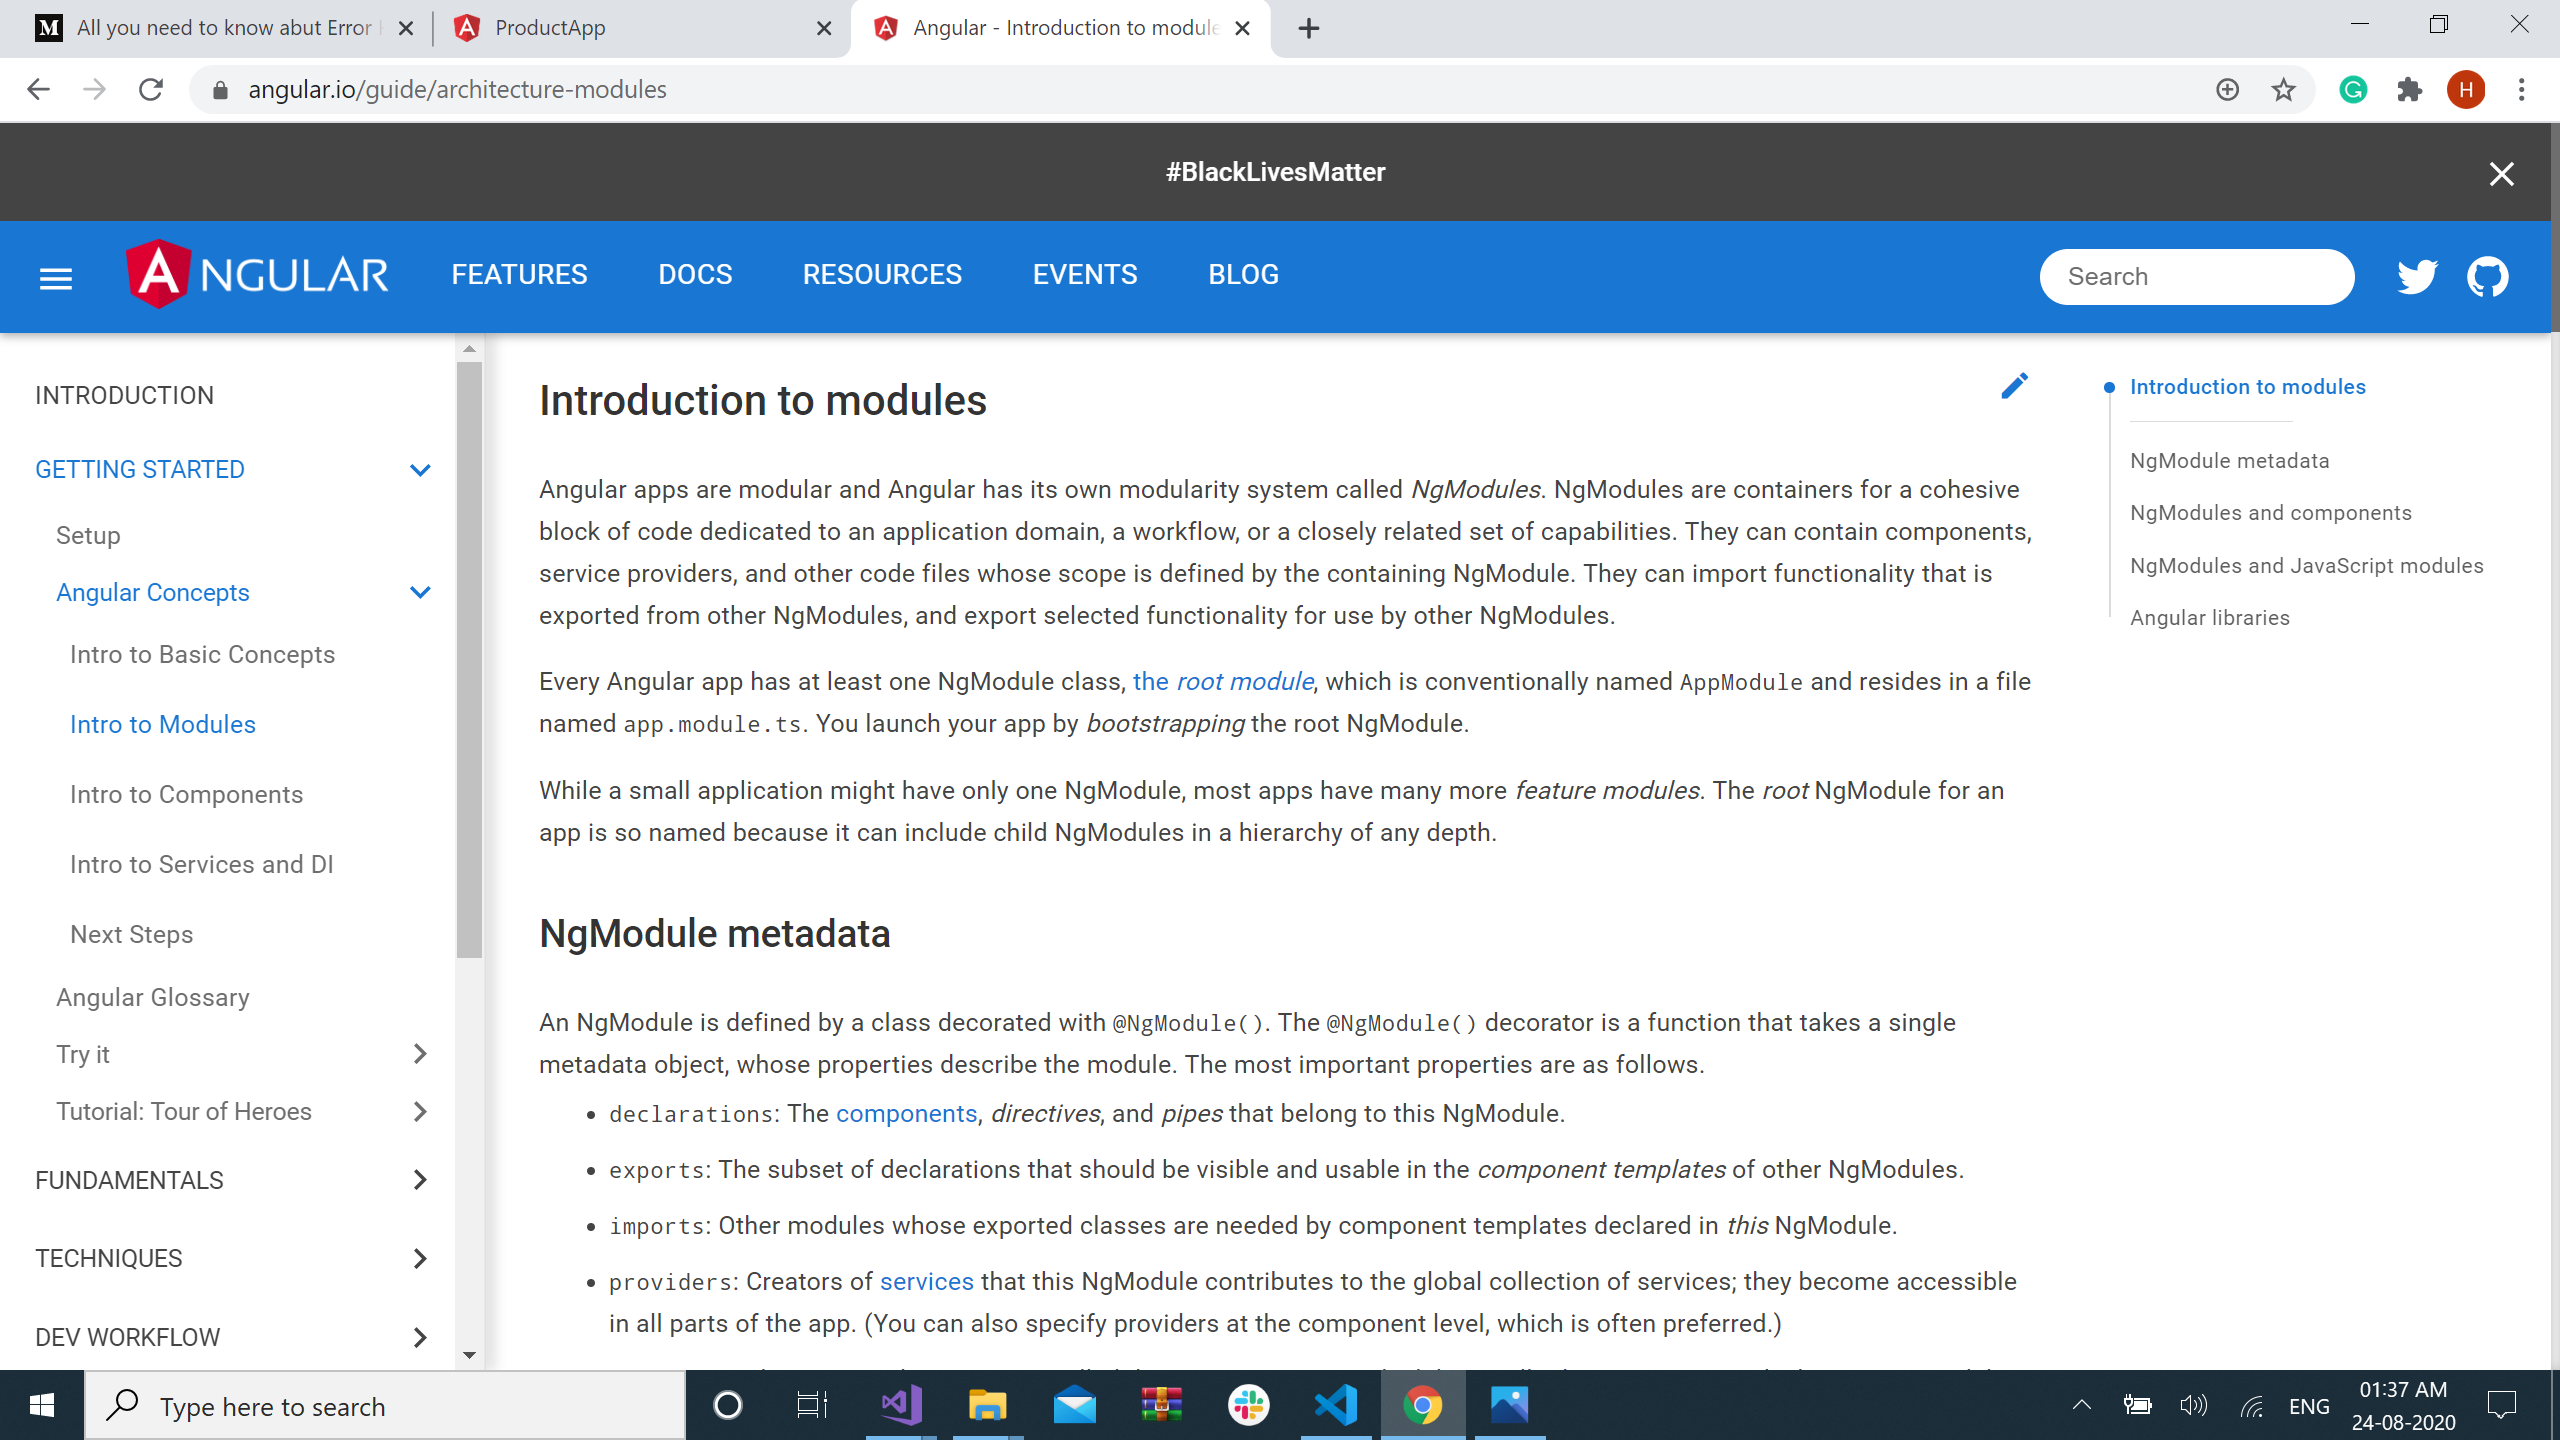 All you need to know abut Error
ProductApp
Angular - Introduction to module
angular.io/guide/architecture-modules
H
#BlackLivesMatter
ANGULAR
FEATURES
DOCS
RESOURCES
EVENTS
BLOG
Search
INTRODUCTION
GETTING STARTED
Setup
Angular Concepts
Intro to Basic Concepts
Intro to Modules
Intro to Components
Intro to Services and DI
Next Steps
Angular Glossary
Try it
Tutorial: Tour of Heroes
FUNDAMENTALS
TECHNIQUES
DEV WORKFLOW
Introduction to modules
Angular apps are modular and Angular has its own modularity system called NgModules. NgModules are containers for a cohesive
block of code dedicated to an application domain, a workflow, or a closely related set of capabilities. They can contain components,
service providers, and other code files whose scope is defined by the containing NgModule. They can import functionality that is
exported from other NgModules, and export selected functionality for use by other NgModules.
Every Angular app has at least one NgModule class, the root module, which is conventionally named AppModule and resides in a file
named app.module.ts. You launch your app by bootstrapping the root NgModule.
While a small application might have only one NgModule, most apps have many more feature modules. The root NgModule for an
app is so named because it can include child NgModules in a hierarchy of any depth.
NgModule metadata
An NgModule is defined by a class decorated with @NgModule(). The @NgModule() decorator is a function that takes a single
metadata object, whose properties describe the module. The most important properties are as follows.
• declarations: The components, directives, and pipes that belong to this NgModule.
• exports: The subset of declarations that should be visible and usable in the component templates of other NgModules.
• imports: Other modules whose exported classes are needed by component templates declared in this NgModule.
• providers: Creators of services that this NgModule contributes to the global collection of services; they become accessible
in all parts of the app. (You can also specify providers at the component level, which is often preferred.)
Introduction to modules
NgModule metadata
NgModules and components
NgModules and JavaScript modules
Angular libraries
Type here to search
ENG
01:37 AM
24-08-2020